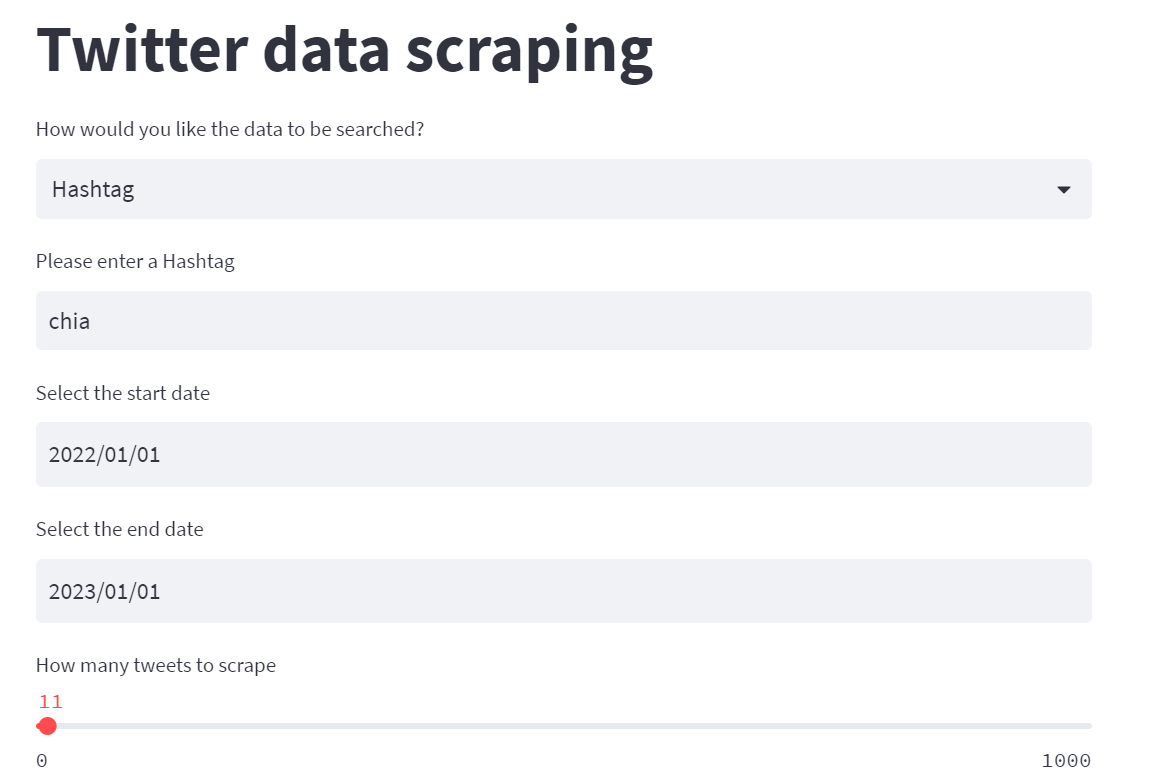 Twitter data scraping
How would you like the data to be searched?
Hashtag
Please enter a Hashtag
chia
Select the start date
2022/01/01
Select the end date
2023/01/01
How many tweets to scrape
11
0 1000